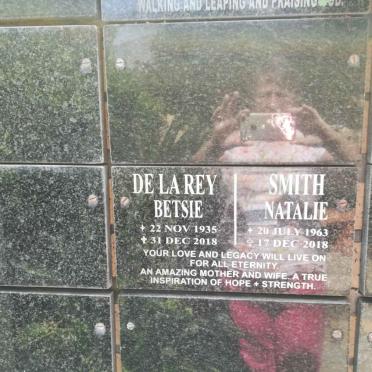 WALKING AND LEAPING AND PRAISING GOD.
DE LA REY SMITH
BETSIE NATALIE
22 NOV 1935 20 JULY 1963
31 DEC 2018 17 DEC 2018
YOUR LOVE AND LEGACY WILL LIVE ON
FOR ALL ETERNITY.
AN AMAZING MOTHER AND WIFE. A TRUE
INSPIRATION OF HOPE + STRENGTH.